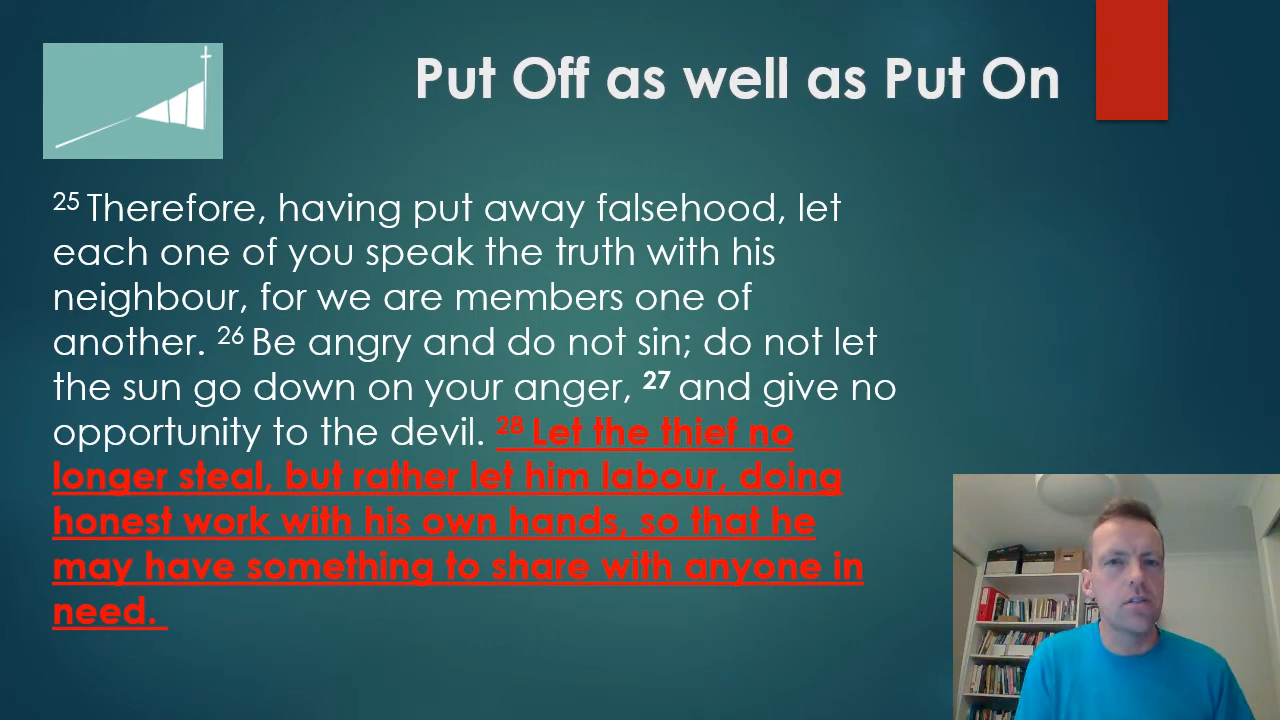 Put Off as well as Put On
25 Therefore, having put away falsehood, let
each one of you speak the truth with his
neighbour, for we are members one of
another. 26 Be angry and do not sin; do not let
the sun go down on your anger, 27 and give no
opportunity to the devil. 28 Let the thief no
longer steal, but rather let him labour, doing
honest work with his own hands, so that he
may have something to share with anyone in
need.